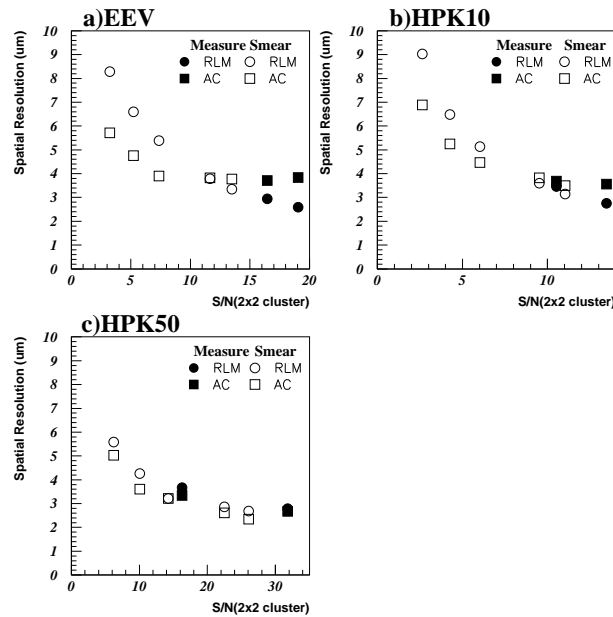 a)EEV
Spatial Resolution (um)
10
9
8
7
6
5
4
3
2
1
0
Measure Smear
RLM RLM
AC AC
0 5 10 15 20
S/N(2x2 cluster)
b)HPK10
Spatial Resolution (um)
10
9
8
7
6
5
4
3
2
1
0
Measure Smear
RLM RLM
AC AC
0 5 10
S/N(2x2 cluster)
c)HPK50
Spatial Resolution (um)
10
9
8
7
6
5
4
3
2
1
0
Measure Smear
RLM RLM
AC AC
0 10 20 30
S/N(2x2 cluster)